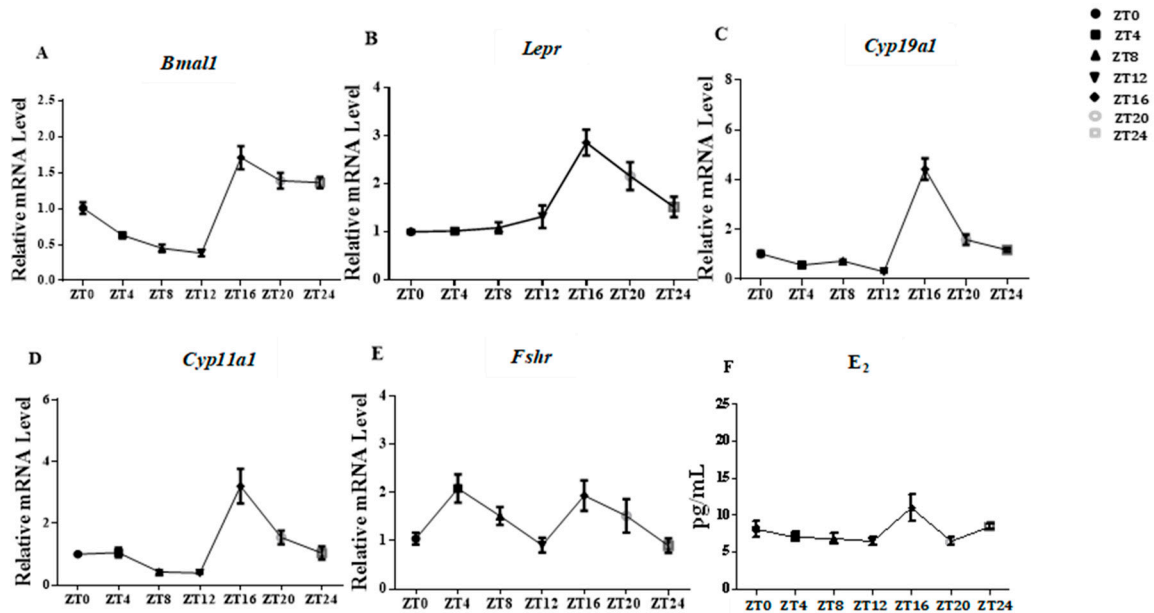 A
Bmal1
Relative mRNA Level
2.5
2.0
1.5
1.0
0.5
0.0
ZT0 ZT4 ZT8 ZT12 ZT16 ZT20 ZT24
B
Lepr
Relative mRNA Level
4
3
2
1
0
ZT0 ZT4 ZT8 ZT12 ZT16 ZT20 ZT24
C
Cyp19a1
Relative mRNA Level
8
6
4
2
0
ZT0 ZT4 ZT8 ZT12 ZT16 ZT20 ZT24
ZT0
ZT4
ZT8
ZT12
ZT16
ZT20
ZT24
D
Cyp11a1
Relative mRNA Level
6
4
2
0
ZT0 ZT4 ZT8 ZT12 ZT16 ZT20 ZT24
E
Fshr
Relative mRNA Level
4
3
2
1
0
ZT0 ZT4 ZT8 ZT12 ZT16 ZT20 ZT24
F
E₂
pg/mL
25
20
15
10
5
0
ZT0 ZT4 ZT8 ZT12 ZT16 ZT20 ZT24